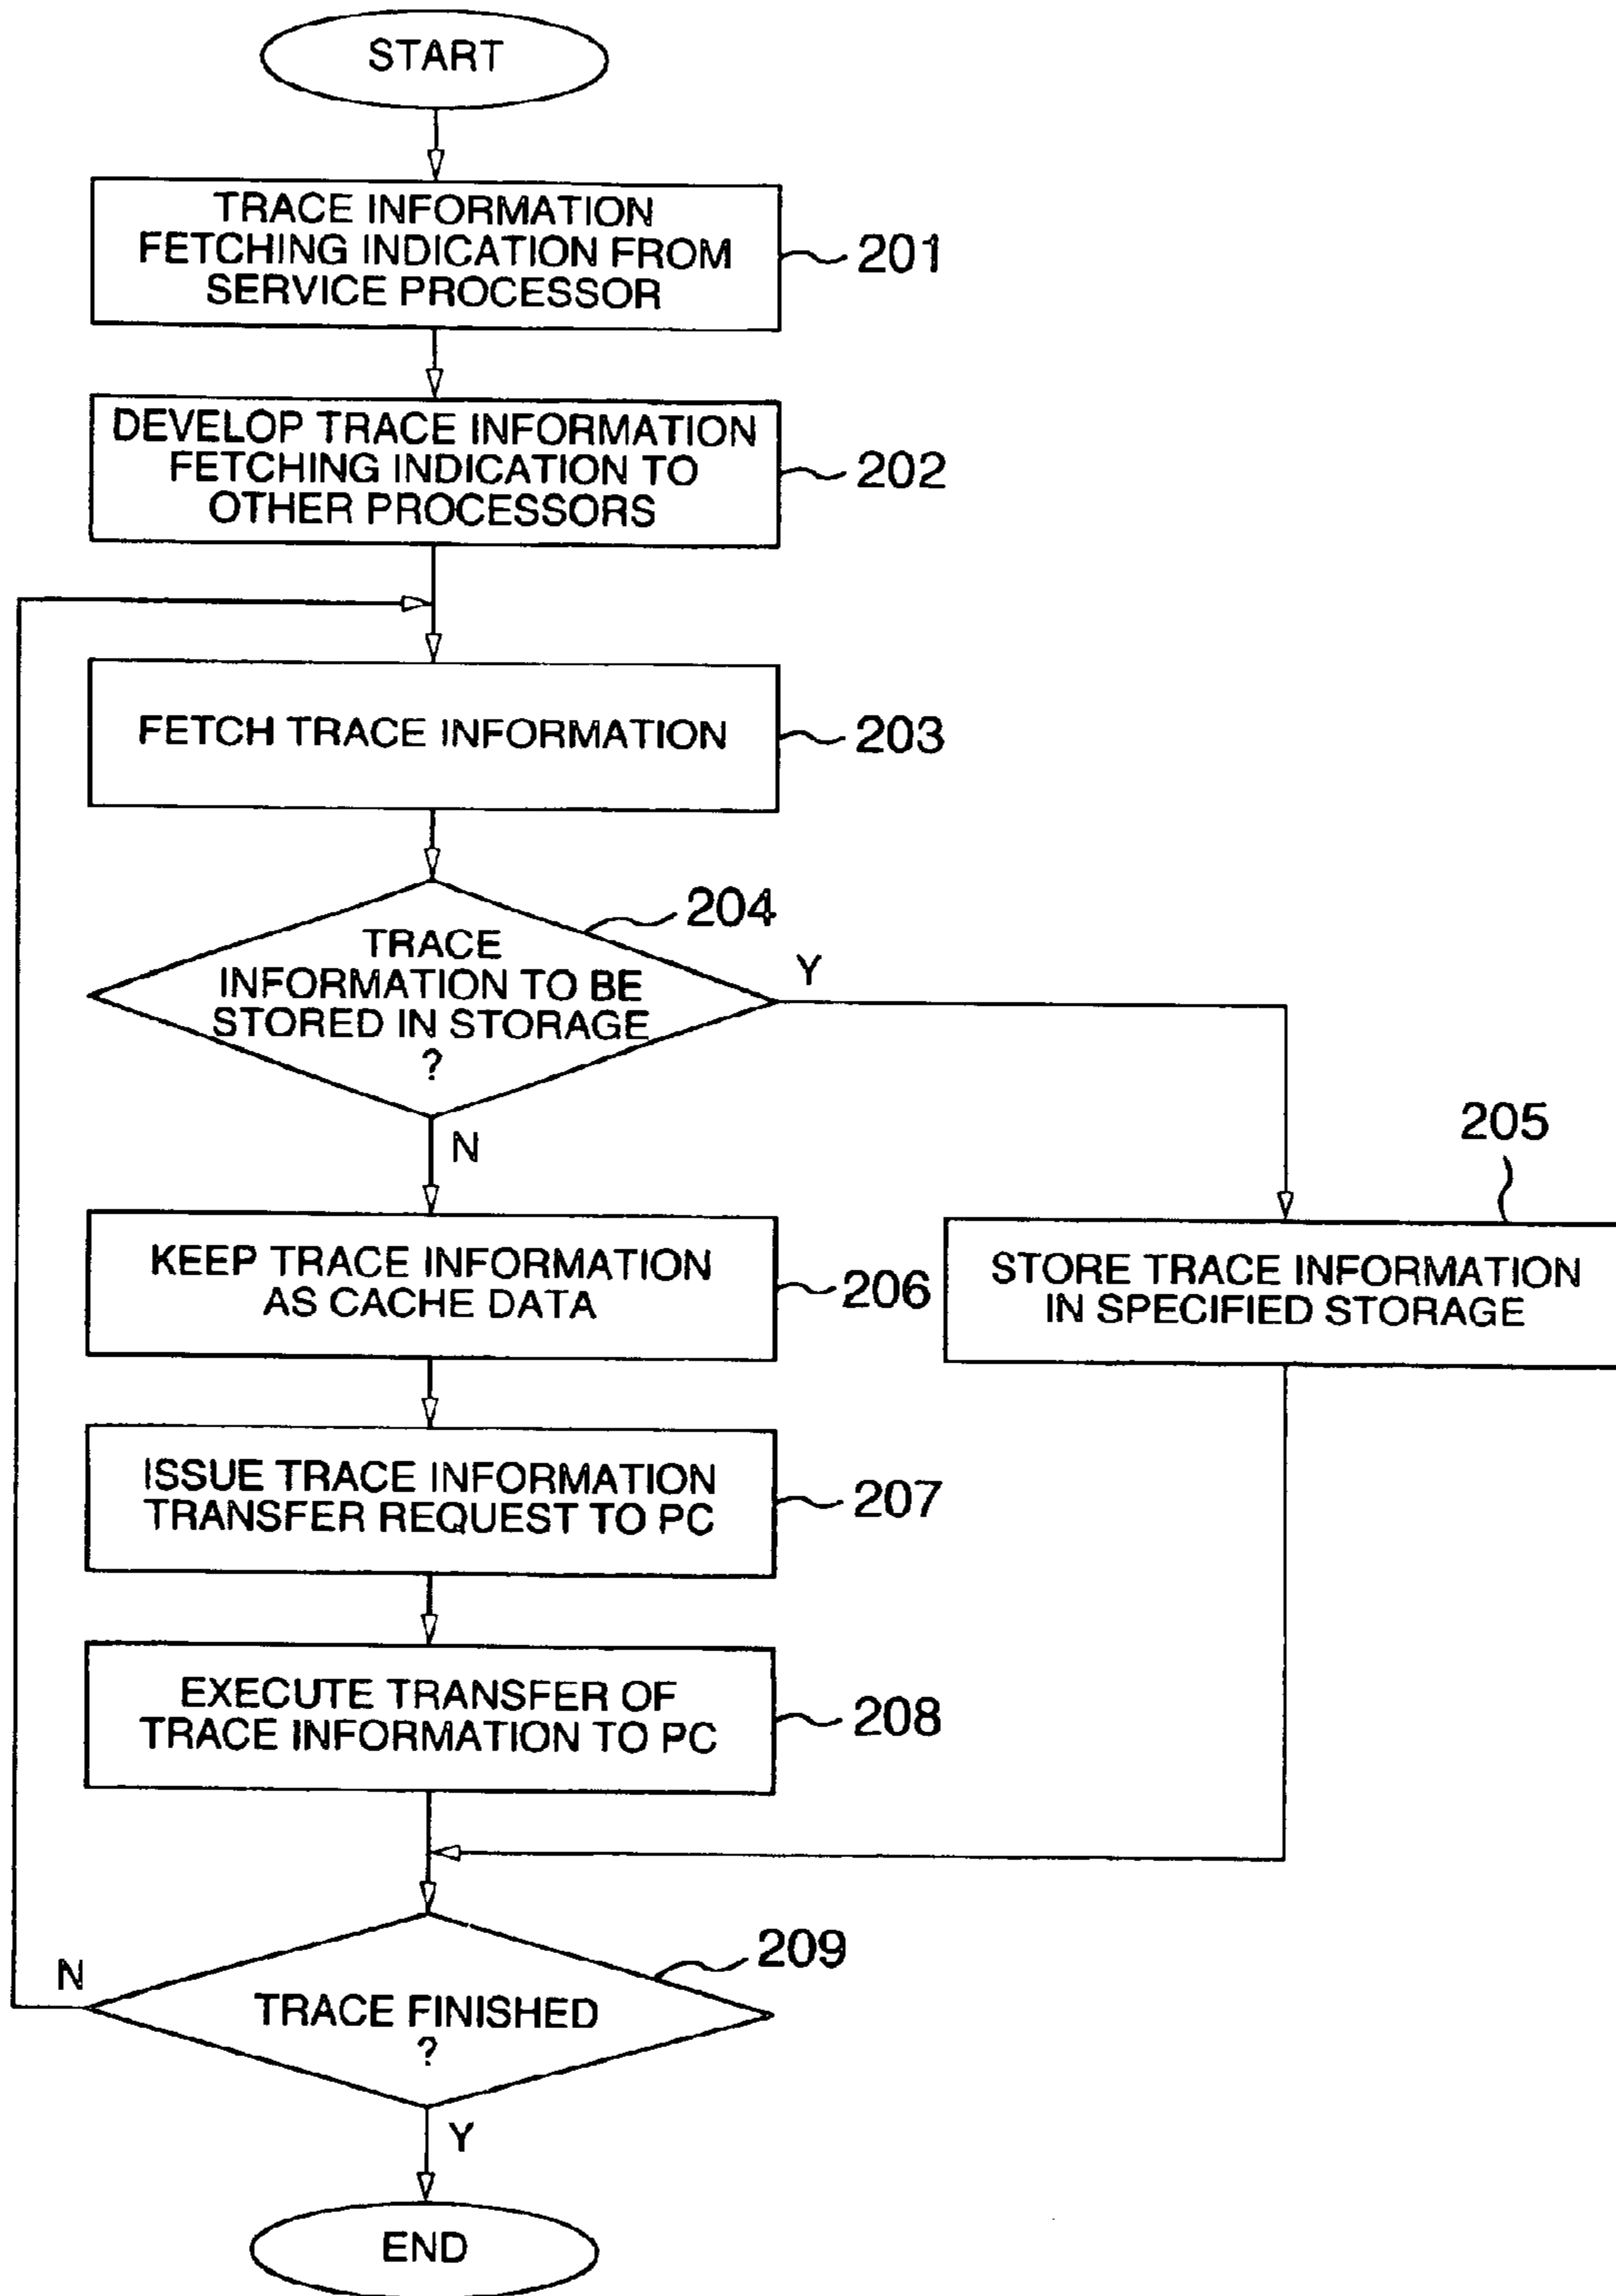 START
TRACE INFORMATION
FETCHING INDICATION FROM
SERVICE PROCESSOR
201
DEVELOP TRACE INFORMATION
FETCHING INDICATION TO
OTHER PROCESSORS
202
FETCH TRACE INFORMATION
203
204
TRACE
INFORMATION TO BE
STORED IN STORAGE
?
Y
N
205
STORE TRACE INFORMATION
IN SPECIFIED STORAGE
KEEP TRACE INFORMATION
AS CACHE DATA
206
ISSUE TRACE INFORMATION
TRANSFER REQUEST TO PC
207
EXECUTE TRANSFER OF
TRACE INFORMATION TO PC
208
209
N
TRACE FINISHED
?
Y
END